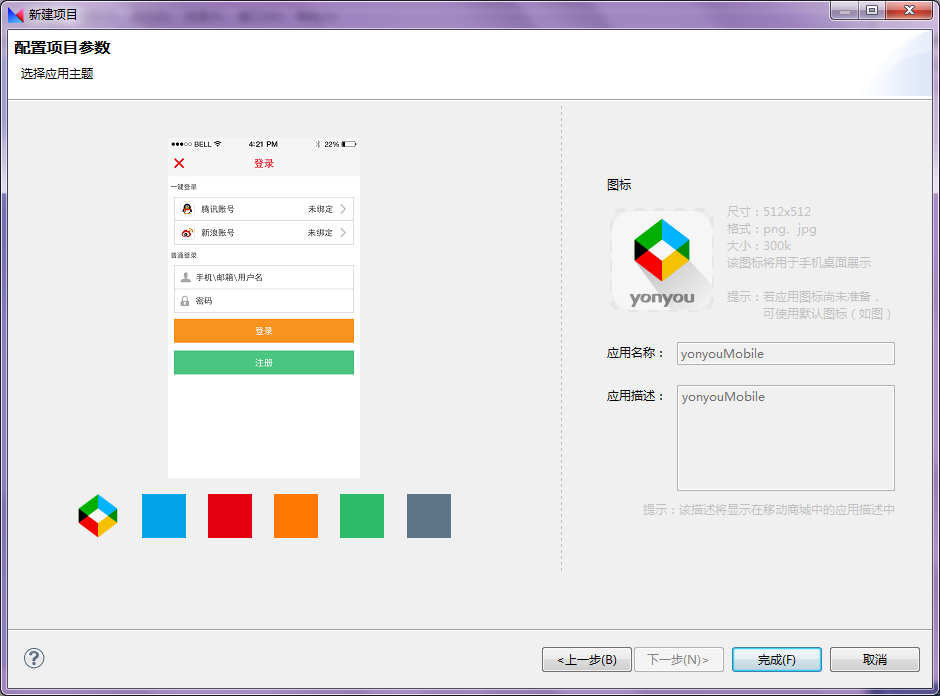 新建项目
配置项目参数
选择应用主题
BELL 4:21 PM 22%
登录
一键登录
腾讯账号 未绑定
新浪账号 未绑定
普通登录
手机\邮箱\用户名
密码
登录
注册
图标
yonyou
尺寸：512x512
格式：png、jpg
大小：300k
该图标将用于手机桌面展示
提示：若应用图标尚未准备，
可使用默认图标（如图）
应用名称： yonyouMobile
应用描述： yonyouMobile
提示：该描述将显示在移动商城中的应用描述中
?
<上一步(B) 下一步(N)> 完成(F) 取消